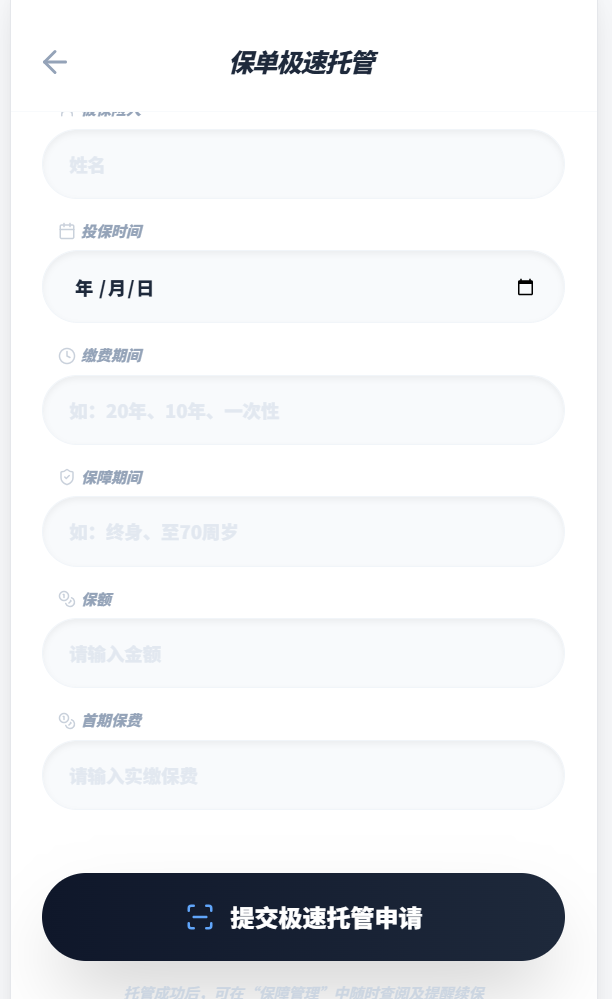 保单极速托管
被保险人
姓名
投保时间
年 /月/日
缴费期间
如：20年、10年、一次性
保障期间
如：终身、至70周岁
保额
请输入金额
首期保费
请输入实缴保费
提交极速托管申请
托管成功后，可在“保障管理”中随时查阅及提醒续保